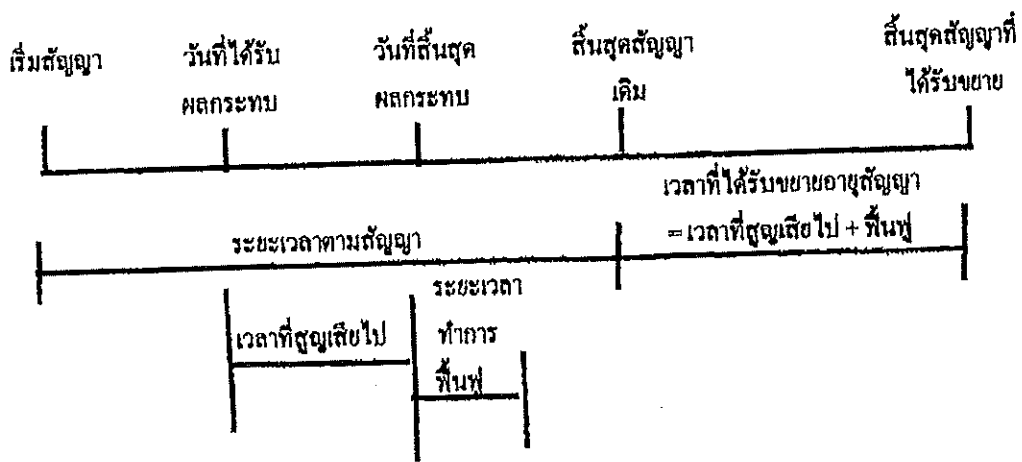 เริ่มสัญญา
วันที่ได้รับ
ผลกระทบ
วันที่สิ้นสุด
ผลกระทบ
สิ้นสุดสัญญา
เดิม
สิ้นสุดสัญญาที่
ได้รับขยาย
เวลาที่ได้รับขยายอายุสัญญา
=เวลาที่สูญเสียไป + ฟื้นฟู
ระยะเวลาตามสัญญา
เวลาที่สูญเสียไป
ระยะเวลา
ทำการ
ฟื้นฟู